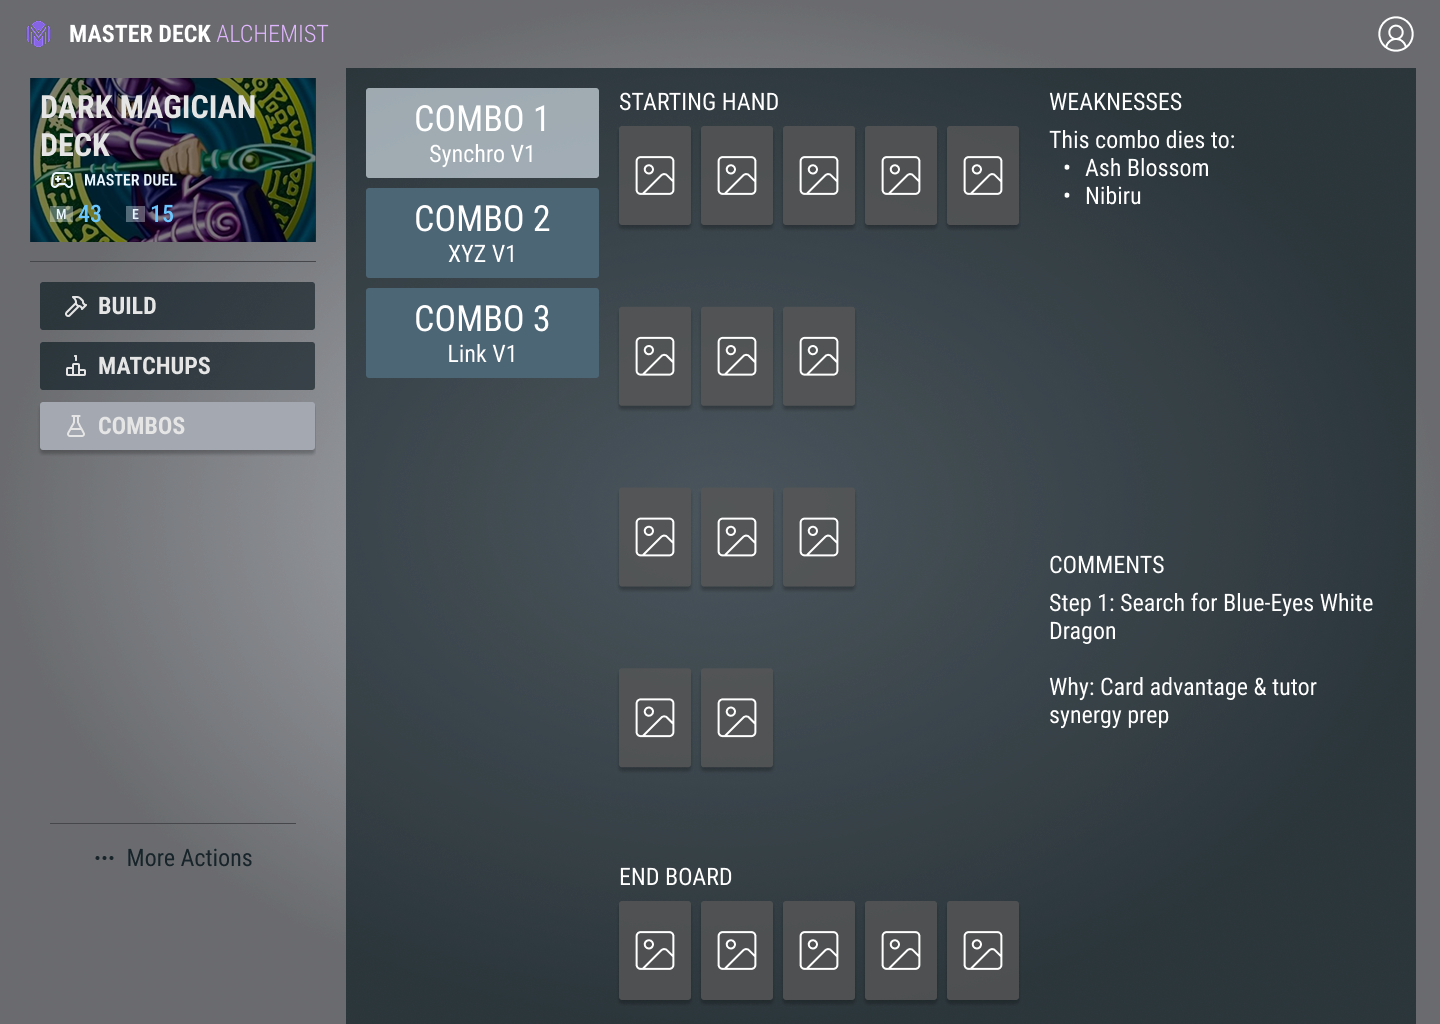 MASTER DECK ALCHEMIST
DARK MAGICIAN
DECK
MASTER DUEL
M 43 E 15
BUILD
MATCHUPS
COMBOS
More Actions
COMBO 1
Synchro V1
COMBO 2
XYZ V1
COMBO 3
Link V1
STARTING HAND
END BOARD
WEAKNESSES
This combo dies to:
• Ash Blossom
• Nibiru
COMMENTS
Step 1: Search for Blue-Eyes White
Dragon
Why: Card advantage & tutor
synergy prep